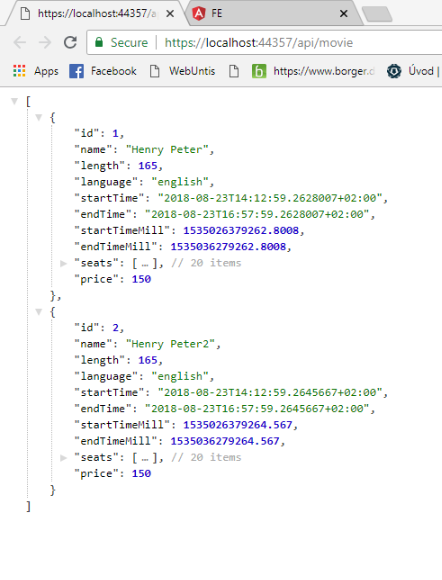 https://localhost:44357/a
FE
Secure
https://localhost:44357/api/movie
Apps
Facebook
WebUntis
https://www.borger.
Úvod
[
{
"id": 1,
"name": "Henry Peter",
"length": 165,
"language": "english",
"startTime": "2018-08-23T14:12:59.2628007+02:00",
"endTime": "2018-08-23T16:57:59.2628007+02:00",
"startTimeMill": 1535026379262.8008,
"endTimeMill": 1535036279262.8008,
"seats": [ … ], // 20 items
"price": 150
},
{
"id": 2,
"name": "Henry Peter2",
"length": 165,
"language": "english",
"startTime": "2018-08-23T14:12:59.2645667+02:00",
"endTime": "2018-08-23T16:57:59.2645667+02:00",
"startTimeMill": 1535026379264.567,
"endTimeMill": 1535036279264.567,
"seats": [ … ], // 20 items
"price": 150
}
]